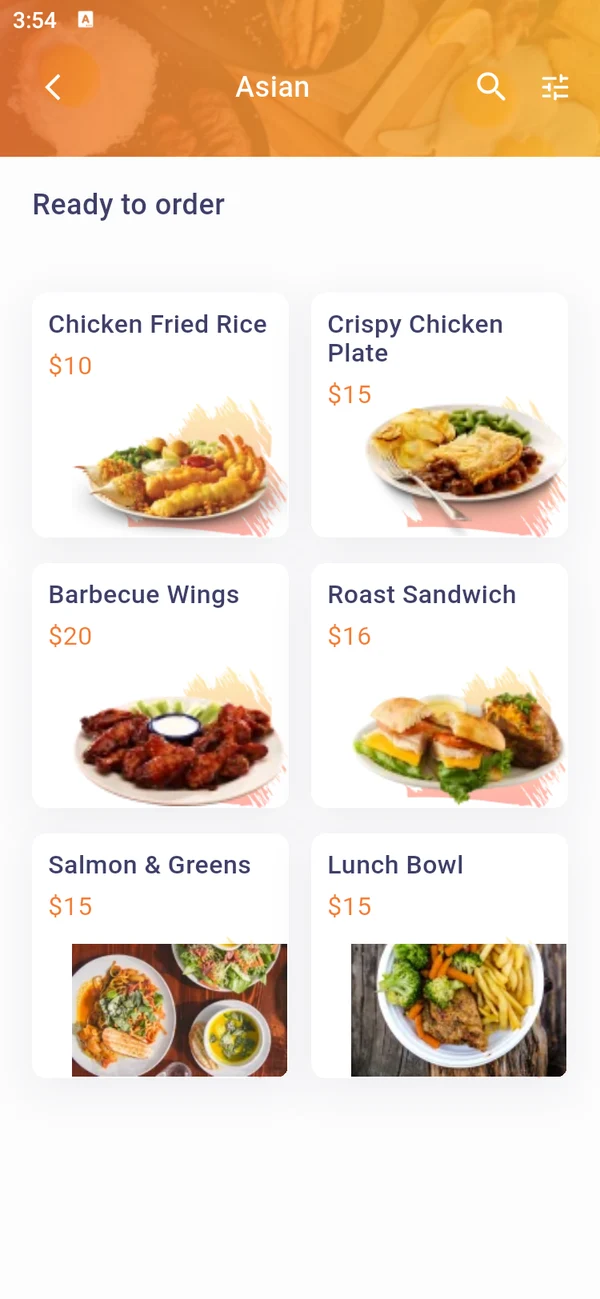 3:54 A
Asian
Ready to order
Chicken Fried Rice
$10
Crispy Chicken
Plate
$15
Barbecue Wings
$20
Roast Sandwich
$16
Salmon & Greens
$15
Lunch Bowl
$15